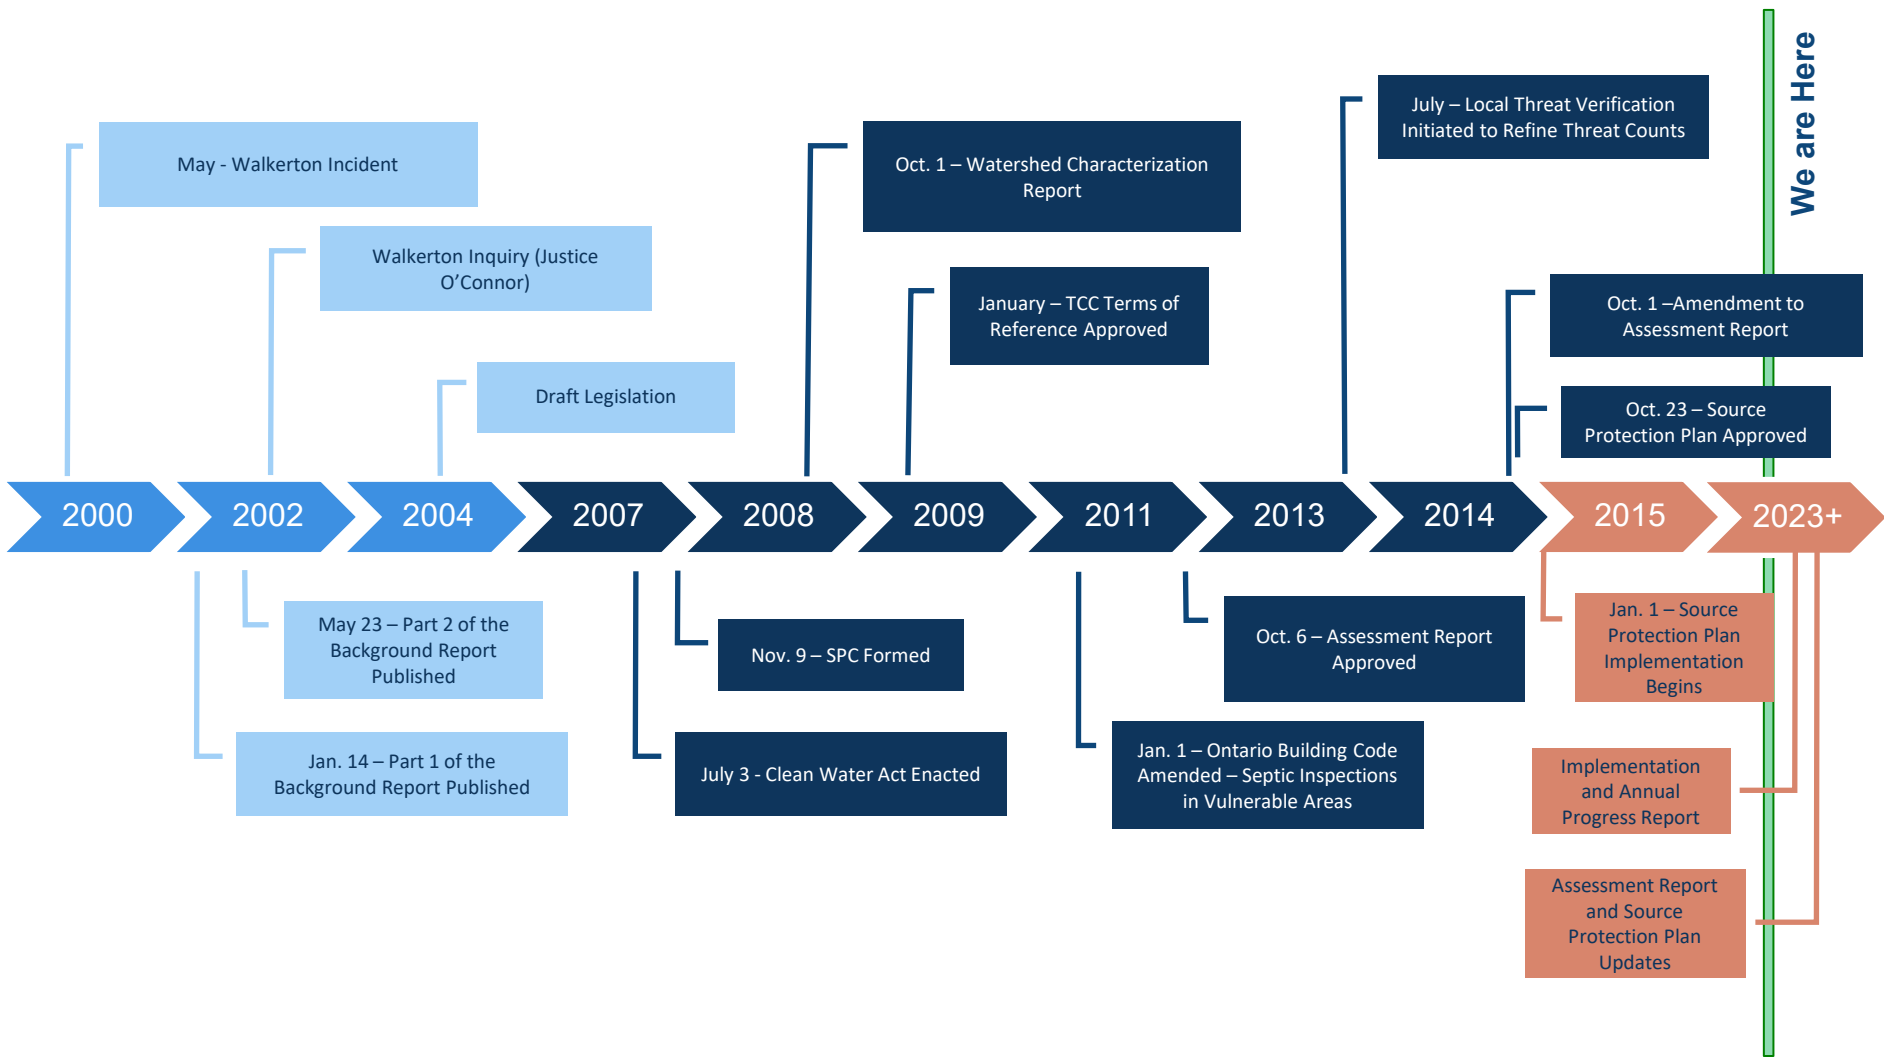 We are Here
July – Local Threat Verification
Initiated to Refine Threat Counts
May - Walkerton Incident
Oct. 1 – Watershed Characterization
Report
Walkerton Inquiry (Justice
O’Connor)
January – TCC Terms of
Reference Approved
Oct. 1 –Amendment to
Assessment Report
Draft Legislation
Oct. 23 – Source
Protection Plan Approved
2000
2002
2004
2007
2008
2009
2011
2013
2014
2015
2023+
May 23 – Part 2 of the
Background Report
Published
Nov. 9 – SPC Formed
Oct. 6 – Assessment Report
Approved
Jan. 1 – Source
Protection Plan
Implementation
Begins
Jan. 14 – Part 1 of the
Background Report Published
July 3 - Clean Water Act Enacted
Jan. 1 – Ontario Building Code
Amended – Septic Inspections
in Vulnerable Areas
Implementation
and Annual
Progress Report
Assessment Report
and Source
Protection Plan
Updates